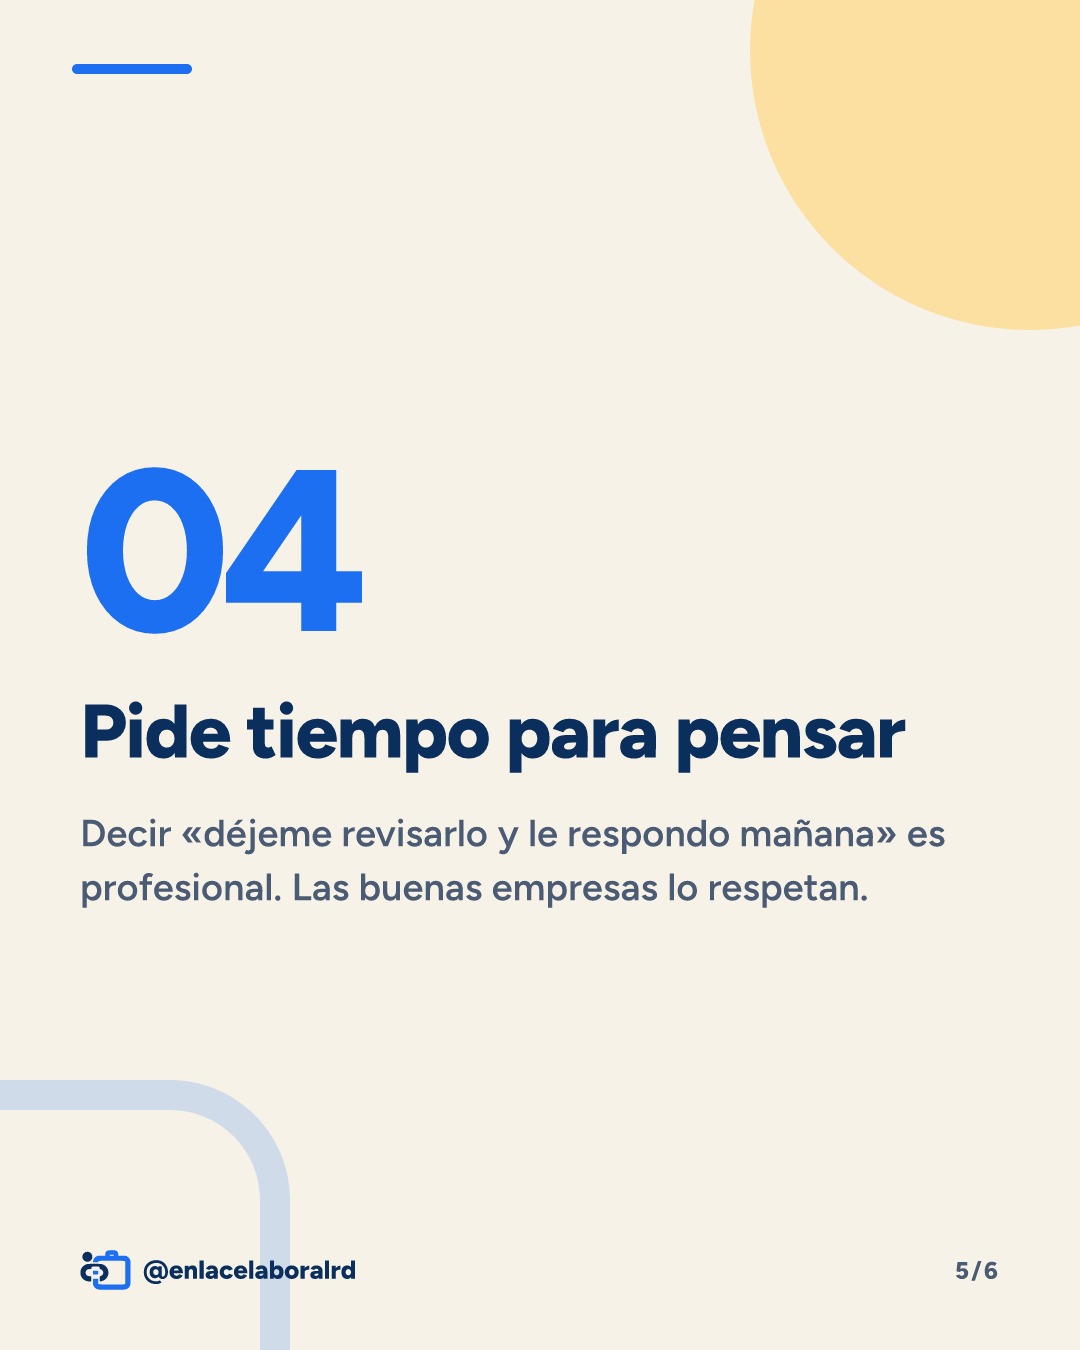 04
Pide tiempo para pensar
Decir «déjeme revisarlo y le respondo mañana» es
profesional. Las buenas empresas lo respetan.
@enlacelaboralrd
5/6